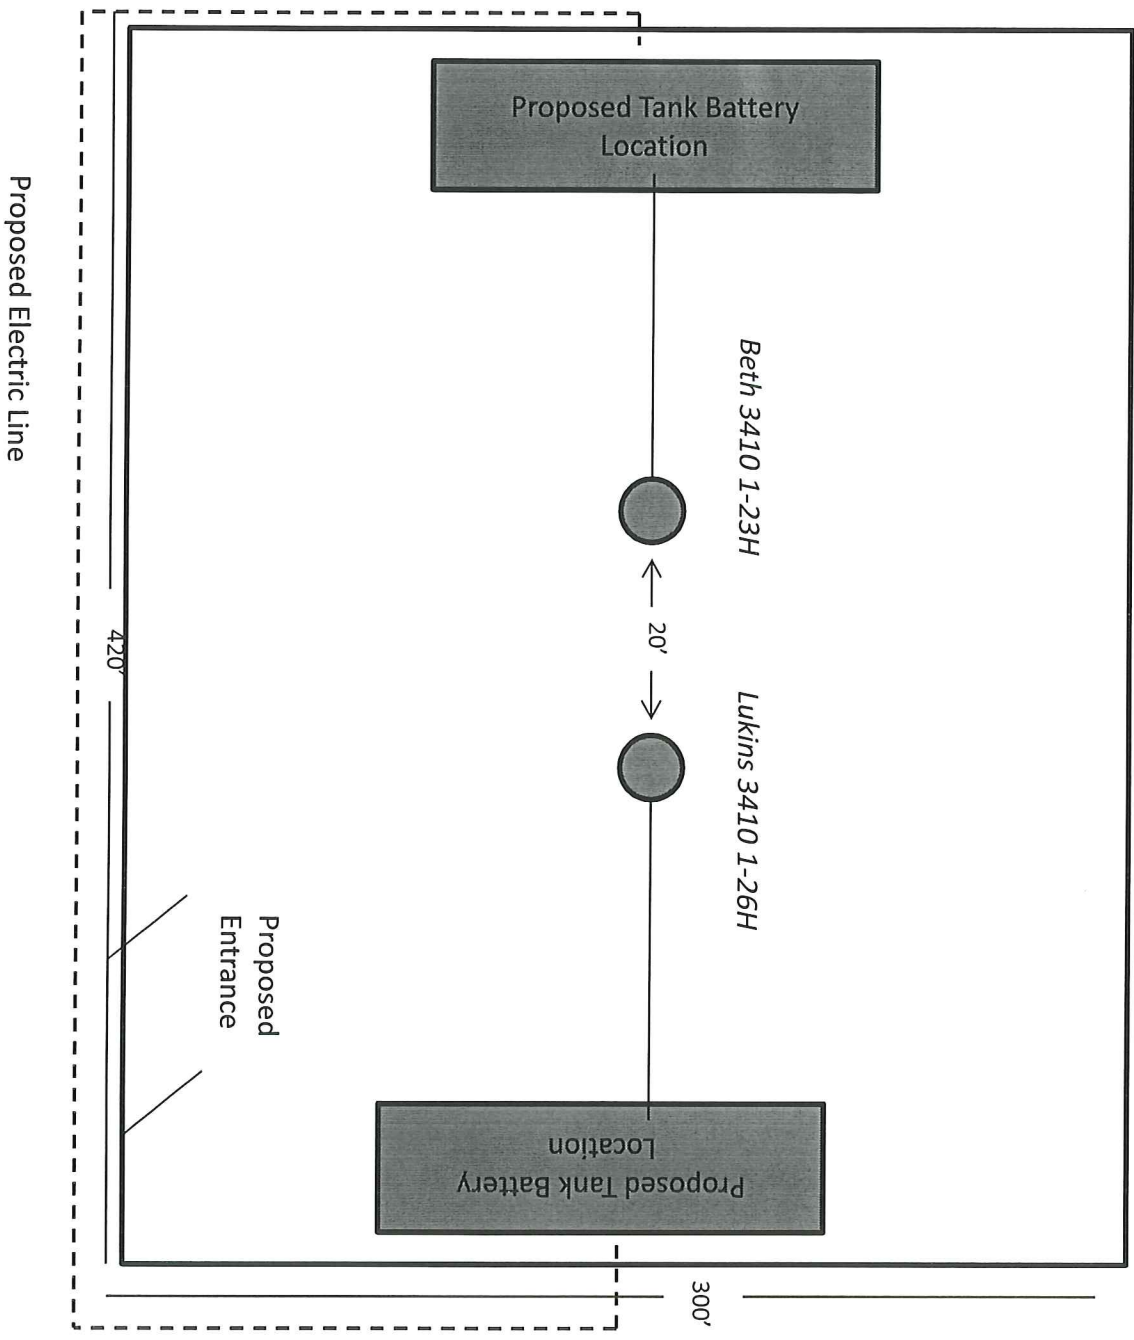 Proposed Tank Battery
Location
Beth 3410 1-23H
20’
Lukins 3410 1-26H
Proposed Tank Battery
Location
Proposed
Entrance
Proposed Electric Line
420’
300’